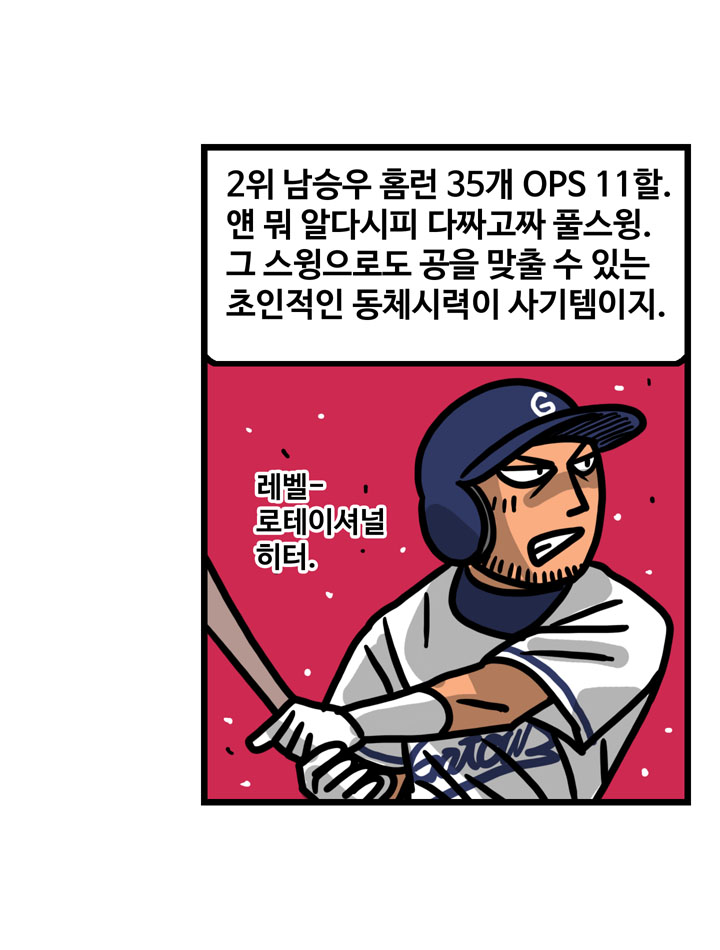 2위 남승우 홈런 35개 OPS 11할.
얜 뭐 알다시피 다짜고짜 풀스윙.
그 스윙으로도 공을 맞출 수 있는
초인적인 동체시력이 사기템이지.
G
레벨-
로테이셔널
히터.